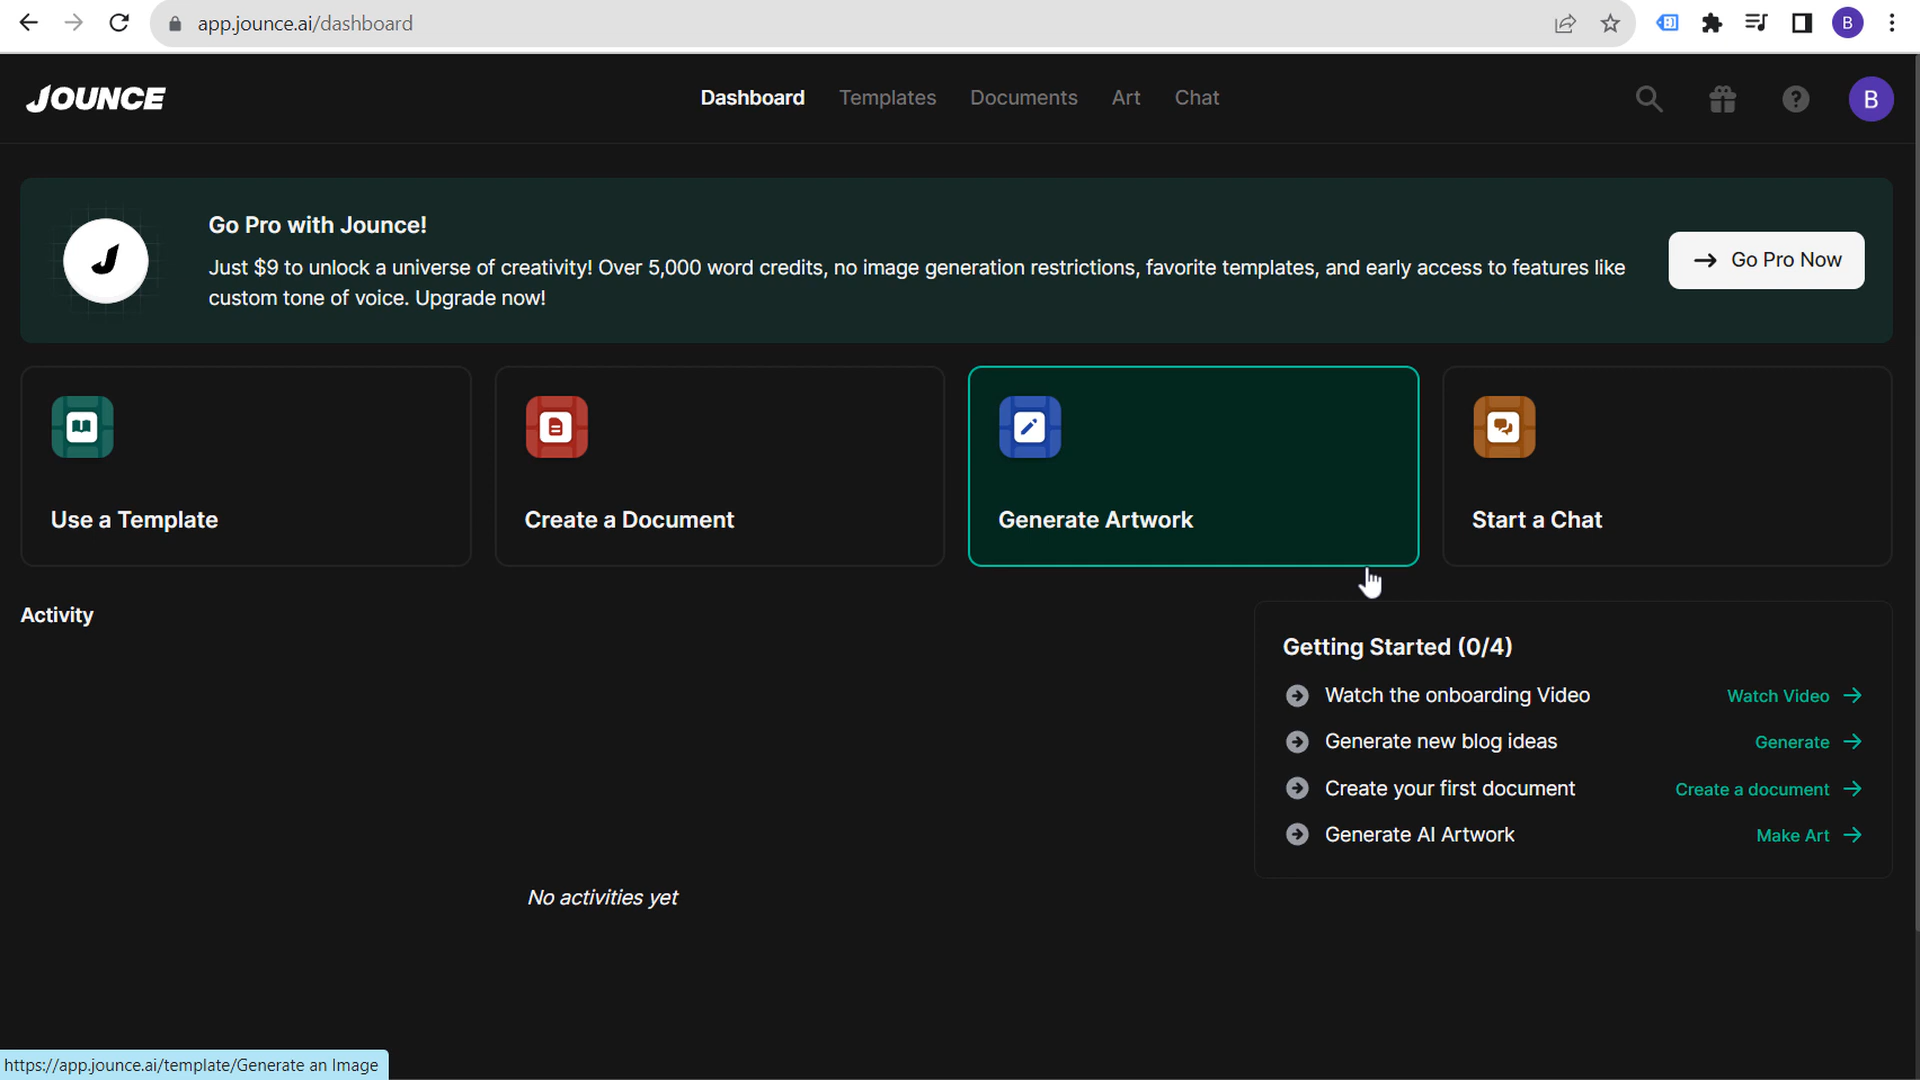 app.jounce.ai/dashboard
B
JOUNCE
Dashboard Templates Documents Art Chat
B
Go Pro with Jounce!
J
Just $9 to unlock a universe of creativity! Over 5,000 word credits, no image generation restrictions, favorite templates, and early access to features like
custom tone of voice. Upgrade now!
Go Pro Now
Use a Template
Create a Document
Generate Artwork
Start a Chat
Activity
Getting Started (0/4)
Watch the onboarding Video Watch Video
Generate new blog ideas Generate
Create your first document Create a document
Generate AI Artwork Make Art
No activities yet
https://app.jounce.ai/template/Generate an Image